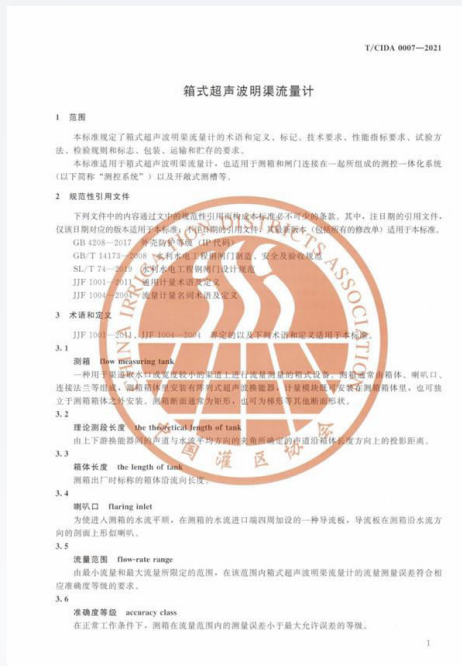 T/CIDA 0007—2021
箱式超声波明渠流量计
1 范围
本标准规定了箱式超声波明渠流量计的术语和定义、标记、技术要求、性能指标要求、试验方
法、检验规则和标志、包装、运输和贮存的要求。
本标准适用于箱式超声波明渠流量计,也适用于测箱和闸门连接在一起所组成的测控一体化系统
(以下简称“测控系统”)以及开敞式测槽等。
2 规范性引用文件
下列文件中的内容通过文中的规范性引用而构成本标准必不可少的条款。其中,注日期的引用文件,
仅该日期对应的版本适用于本标准;不注日期的引用文件,其最新版本(包括所有的修改单)适用于本标准。
GB 4208—2017 外壳防护等级(IP代码)
GB/T 14173—2008 水利水电工程钢闸门制造、安装及验收规范
SL/T 74—2019 水利水电工程钢闸门设计规范
JJF 1001—2011 通用计量术语及定义
JJF 1004—2004 流量计量名词术语及定义
3 术语和定义
JJF 1001—2011、JJF 1004—2004 界定的以及下列术语和定义适用于本标准。
3.1
测箱 flow measuring tank
一种用于渠道取水口或宽度较小的渠道上进行流量测量的箱式设备。测箱通常由箱体、喇叭口、
连接法兰等组成,测箱箱体里安装有阵列式超声波换能器,计量模块既可安装在测箱箱体里,也可独
立于测箱箱体之外安装。测箱断面通常为矩形,也可为梯形等其他断面形状。
3.2
理论测段长度 the theoretical length of tank
由上下游换能器间的声道与水流平均方向的夹角所确定的声道沿箱体长度方向上的投影距离。
3.3
箱体长度 the length of tank
测箱出厂时标称的箱体沿流向长度。
3.4
喇叭口 flaring inlet
为使进入测箱的水流平顺,在测箱的水流进口端四周加设的一种导流板,导流板在测箱沿水流方
向的剖面上形似喇叭。
3.5
流量范围 flow-rate range
由最小流量和最大流量所限定的范围,在该范围内箱式超声波明渠流量计的流量测量误差符合相
应准确度等级的要求。
3.6
准确度等级 accuracy class
在正常工作条件下,测箱在流量范围内的测量误差小于最大允许误差的等级。
1
CHINA IRRIGATION DISTRICTS ASSOCIATION
中国灌区协会